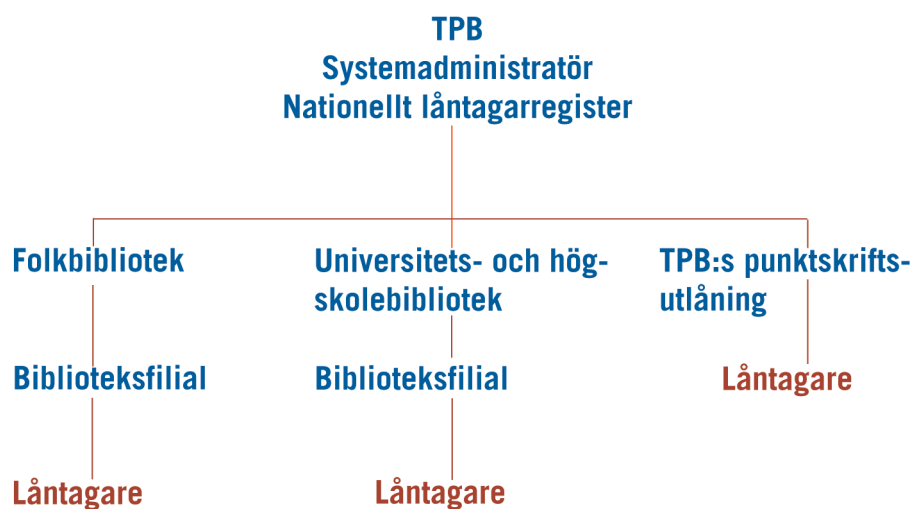 TPB
Systemadministratör
Nationellt låntagarregister
Folkbibliotek
Universitets- och hög-
skolebibliotek
TPB:s punktskrifts-
utlåning
Biblioteksfilial
Biblioteksfilial
Låntagare
Låntagare
Låntagare